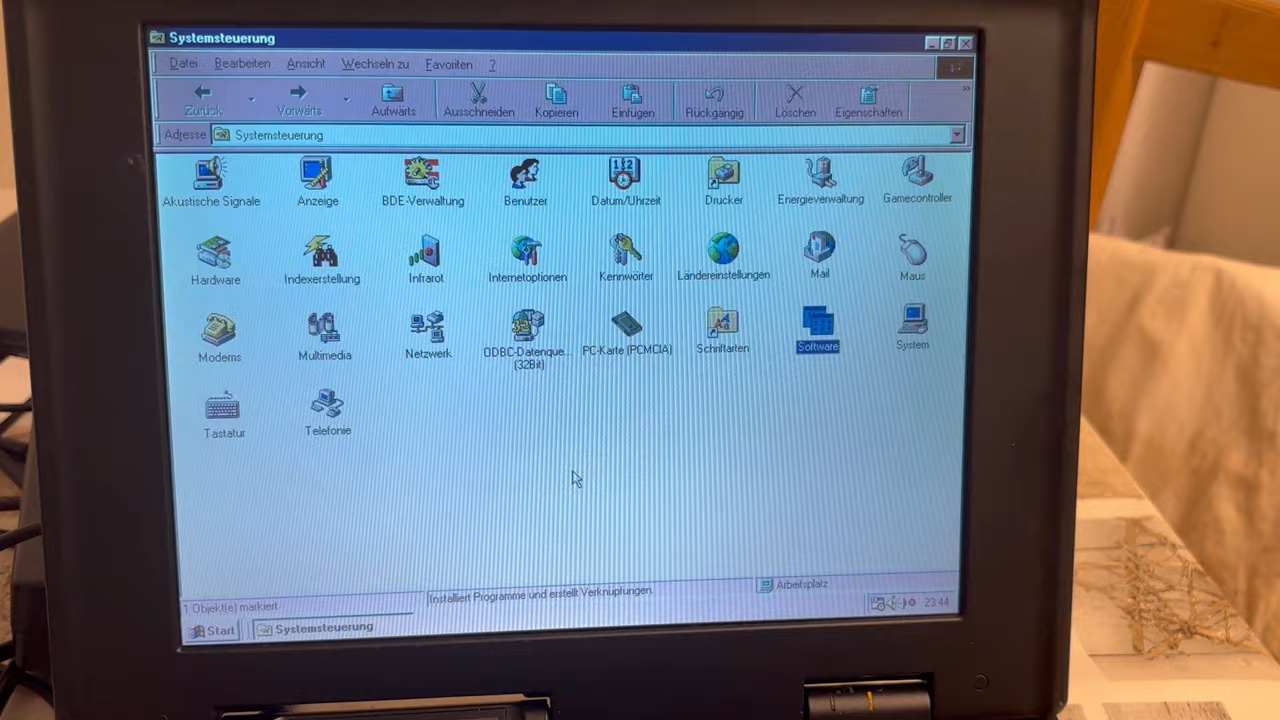 Systemsteuerung
Datei Bearbeiten Ansicht Wechseln zu Favoriten ?
Zurück Vorwärts Aufwärts Ausschneiden Kopieren Einfügen Rückgängig Löschen Eigenschaften »
Adresse Systemsteuerung
Akustische Signale Anzeige BDE-Verwaltung Benutzer Datum/Uhrzeit Drucker Energieverwaltung Gamecontroller
Hardware Indexerstellung Infrarot Internetoptionen Kennwörter Ländereinstellungen Mail Maus
Modems Multimedia Netzwerk ODBC-Datenque... PC-Karte (PCMCIA) Schriftarten Software System
(32Bit)
Tastatur Telefonie
1 Objekt(e) markiert Installiert Programme und erstellt Verknüpfungen. Arbeitsplatz
Start Systemsteuerung 23:44